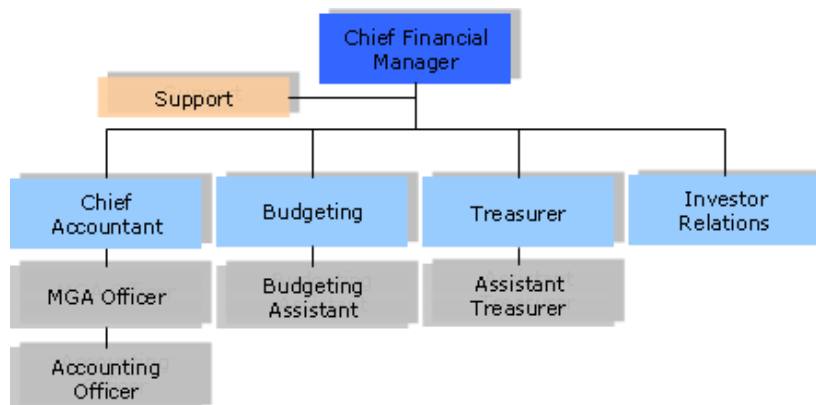 Chief Financial
Manager
Support
Chief
Accountant
Budgeting
Treasurer
Investor
Relations
MGA Officer
Budgeting
Assistant
Assistant
Treasurer
Accounting
Officer